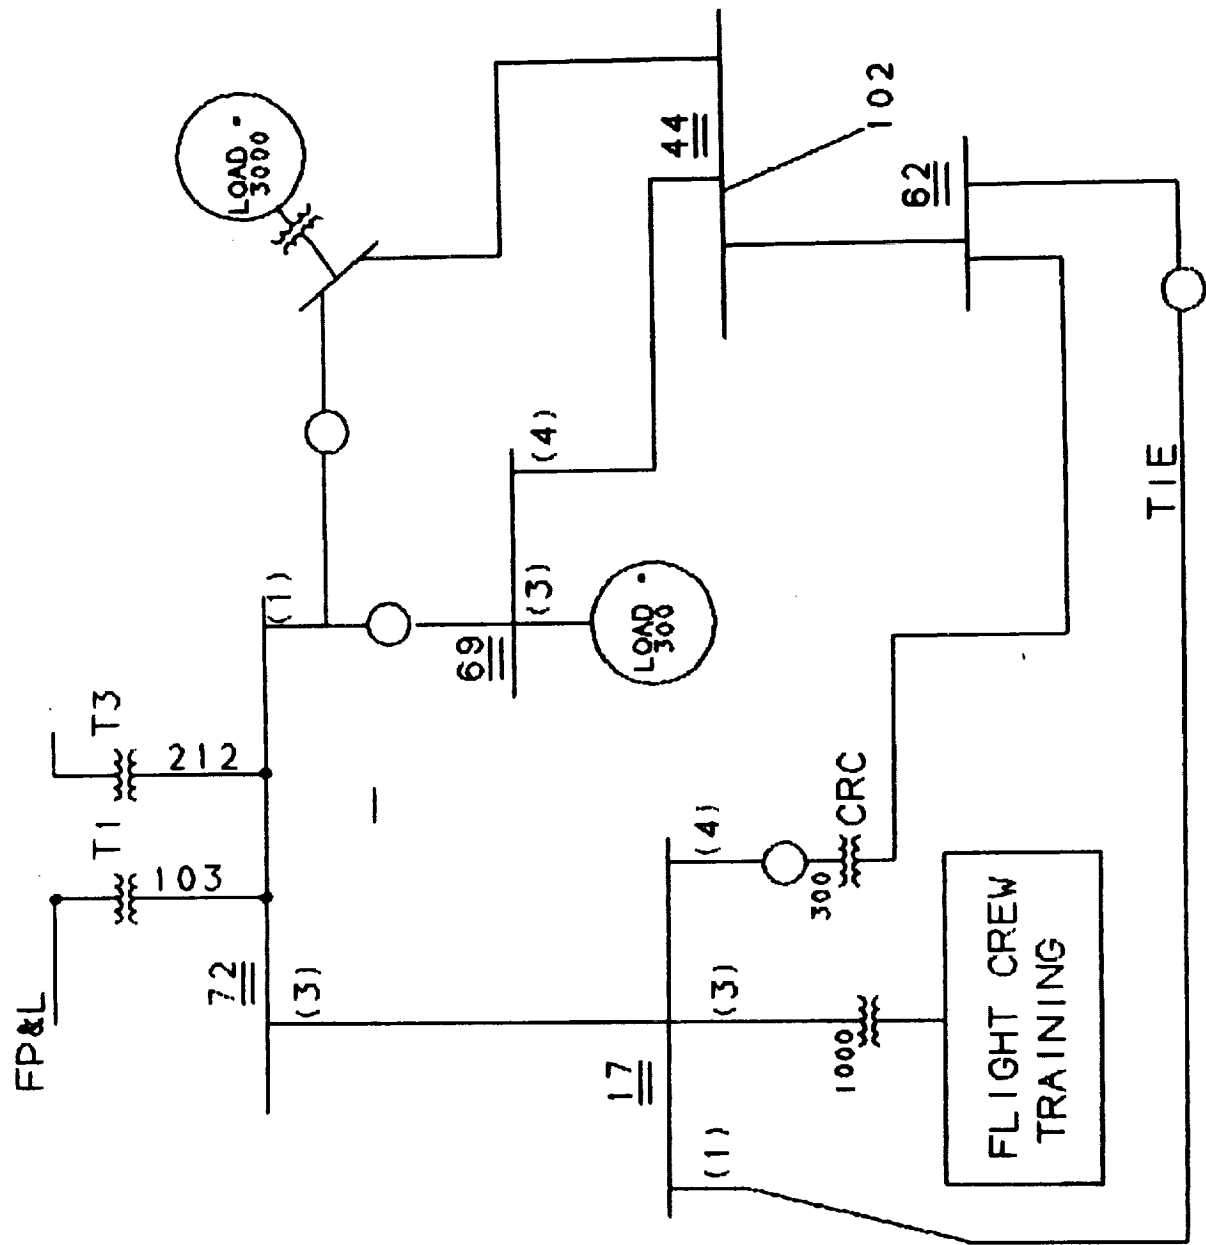 FP&L
T1
T3
103
212
72
(3)
(1)
LOAD
3000
69
(3)
(4)
LOAD
300
44
102
62
17
(1)
(3)
(4)
1000
300
CRC
FLIGHT CREW
TRAINING
TIE